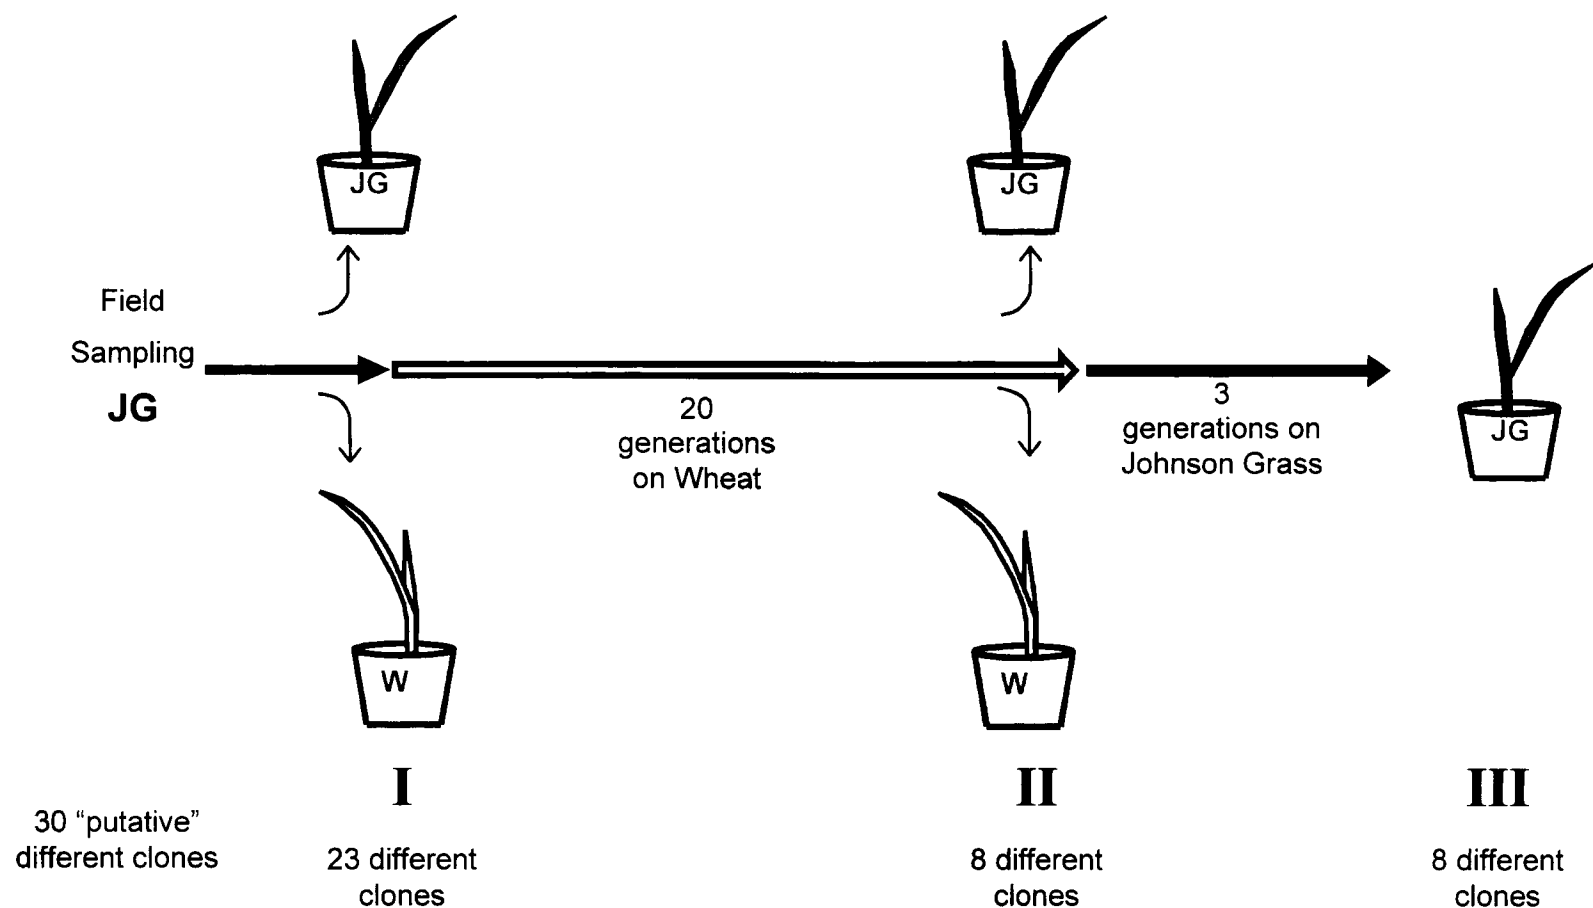 JG
JG
Field
Sampling
JG
20
generations
on Wheat
3
generations on
Johnson Grass
JG
W
W
I
II
III
30 “putative”
different clones
23 different
clones
8 different
clones
8 different
clones